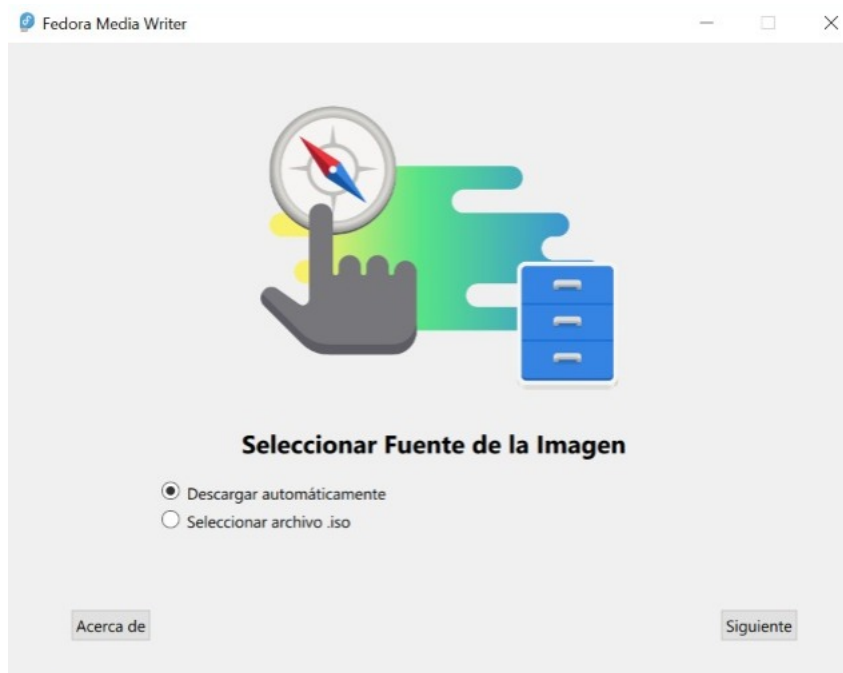 Fedora Media Writer
Seleccionar Fuente de la Imagen
Descargar automáticamente
Seleccionar archivo .iso
Acerca de
Siguiente